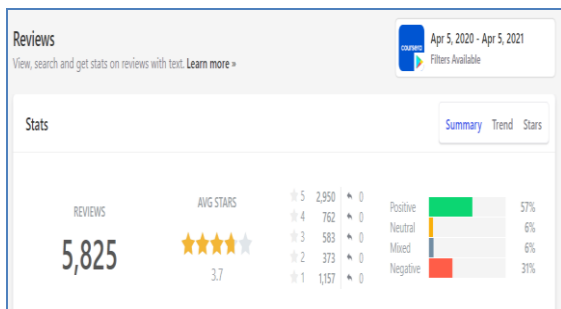 Reviews
View, search and get stats on reviews with text. Learn more »
coursera
Apr 5, 2020 - Apr 5, 2021
Filters Available
Stats
Summary Trend Stars
REVIEWS
5,825
AVG STARS
3.7
5 2,950 0
4 762 0
3 583 0
2 373 0
1 1,157 0
Positive 57%
Neutral 6%
Mixed 6%
Negative 31%